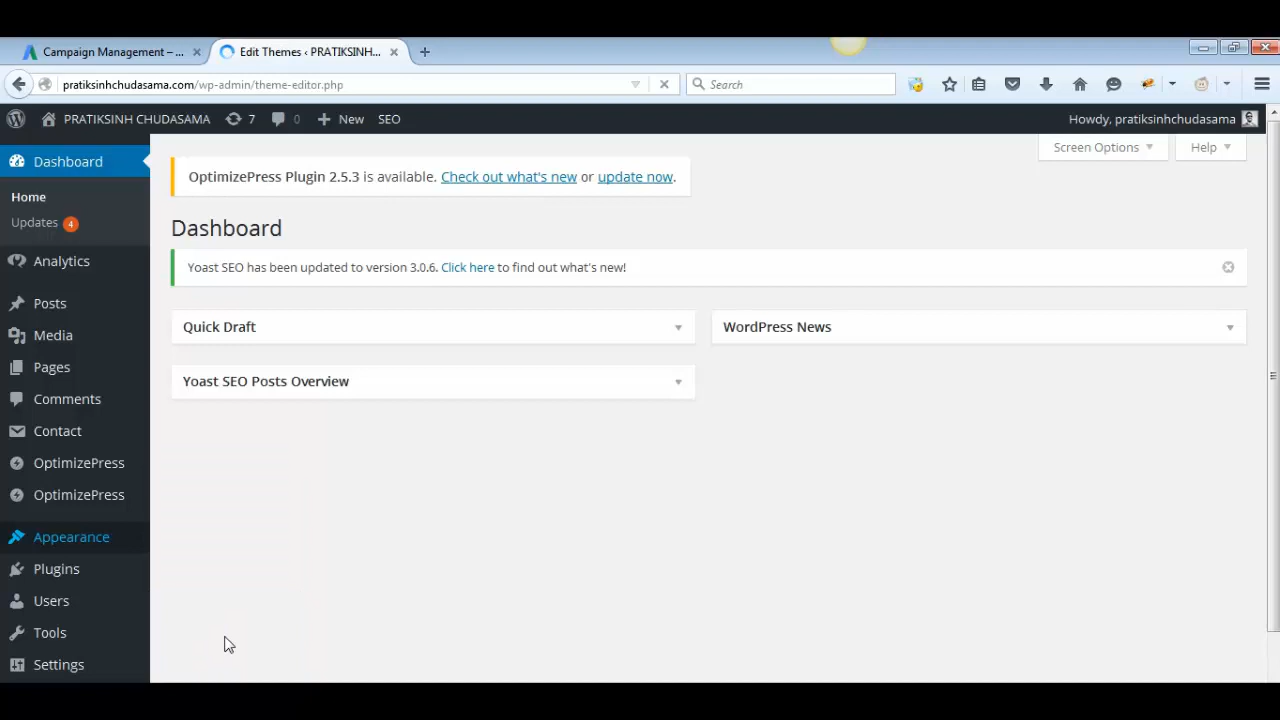 Campaign Management – ...
Edit Themes ‹ PRATIKSINH...
pratiksinhchudasama.com/wp-admin/theme-editor.php
Search
PRATIKSINH CHUDASAMA
7
0
New
SEO
Howdy, pratiksinhchudasama
Screen Options
Help
Dashboard
Home
Updates 4
Analytics
Posts
Media
Pages
Comments
Contact
OptimizePress
OptimizePress
Appearance
Plugins
Users
Tools
Settings
OptimizePress Plugin 2.5.3 is available. Check out what's new or update now.
Dashboard
Yoast SEO has been updated to version 3.0.6. Click here to find out what's new!
Quick Draft
WordPress News
Yoast SEO Posts Overview